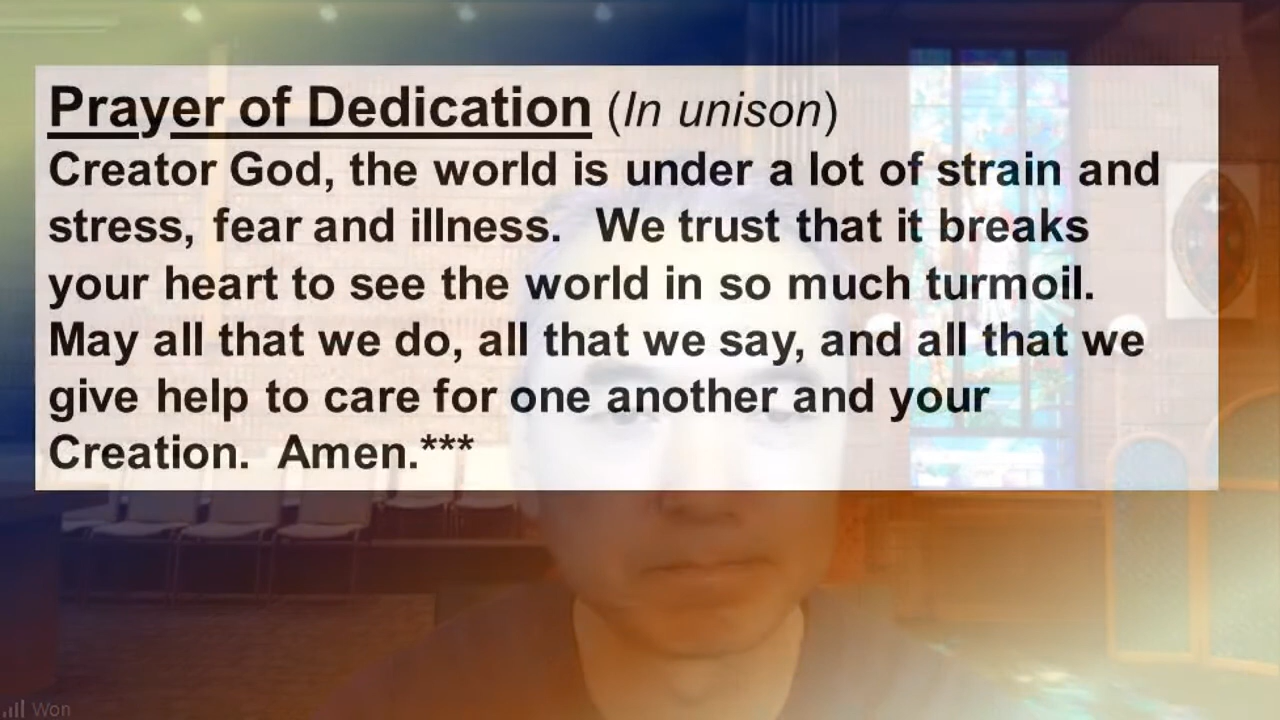 Prayer of Dedication (In unison)
Creator God, the world is under a lot of strain and
stress, fear and illness.  We trust that it breaks
your heart to see the world in so much turmoil.
May all that we do, all that we say, and all that we
give help to care for one another and your
Creation.  Amen.***
Won